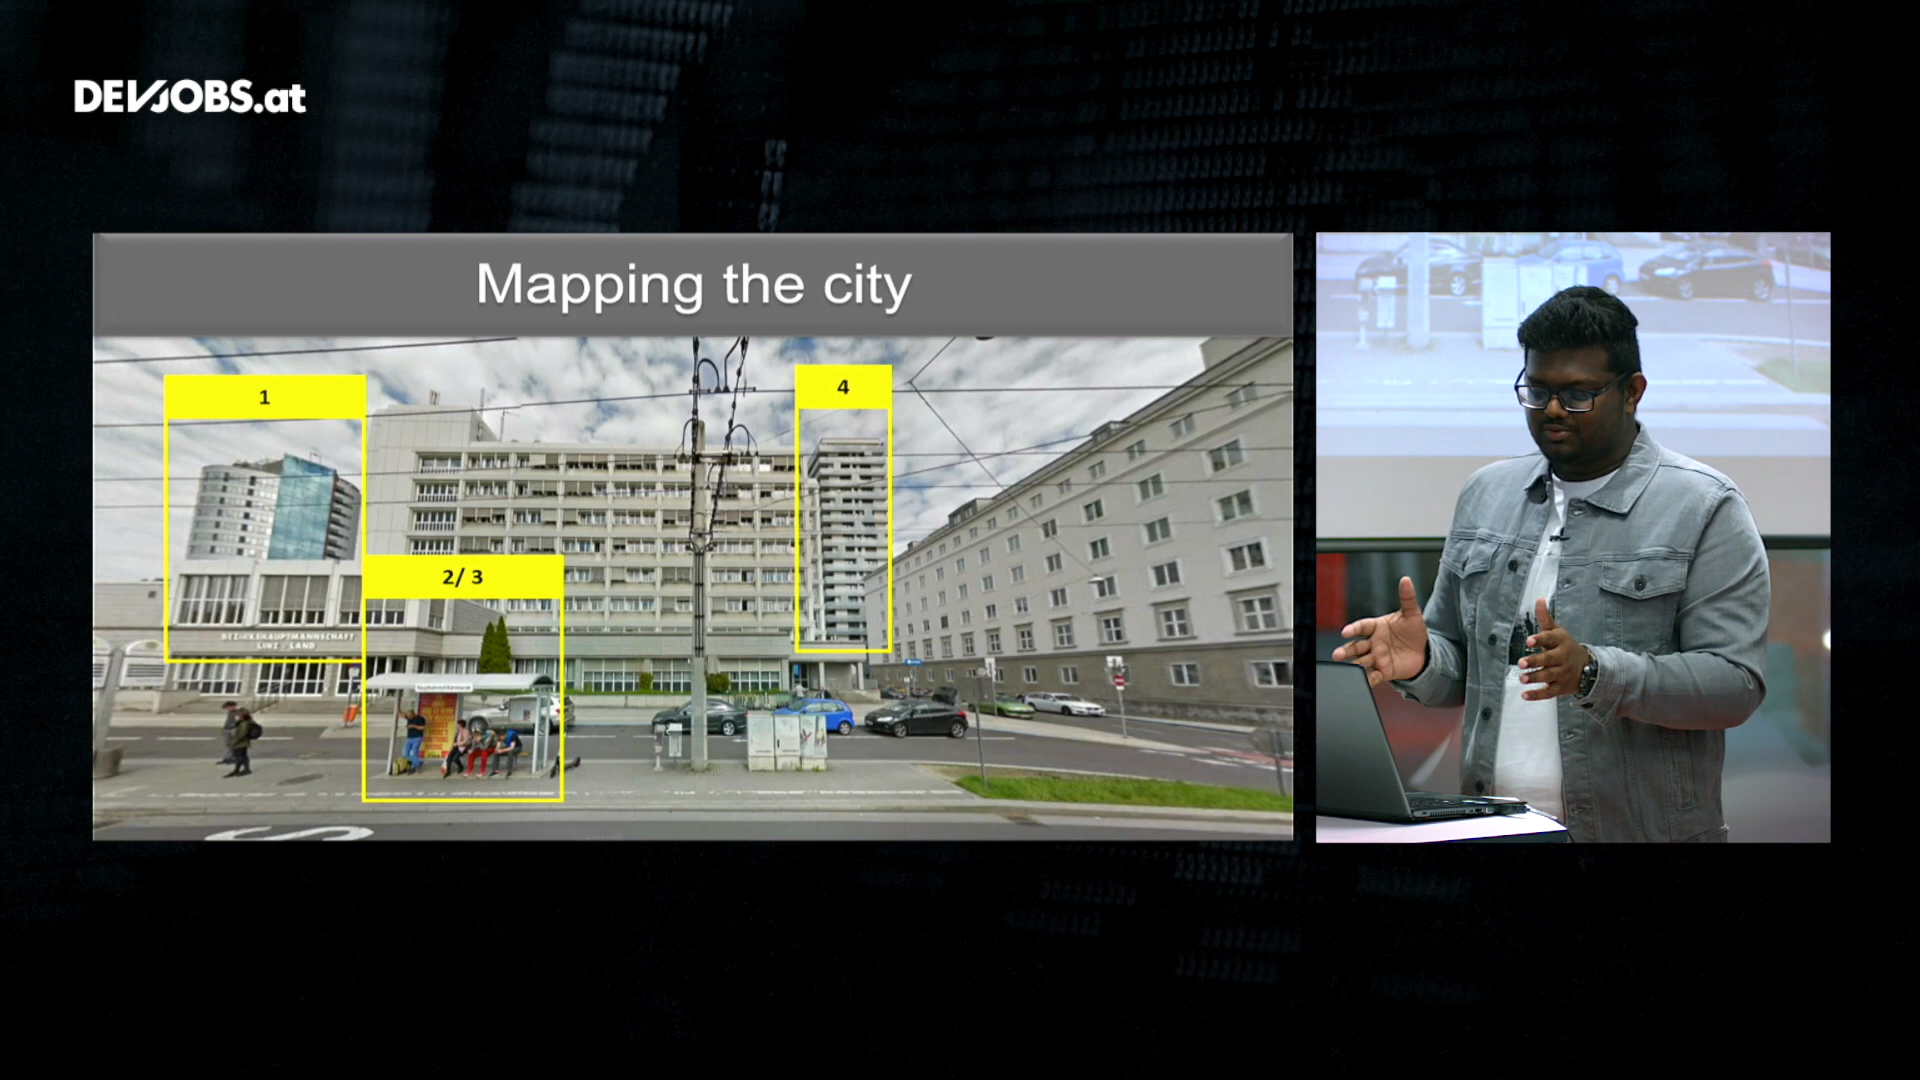 DEVJOBS.at
Mapping the city
1
4
2/ 3
BEZIRKSHAUPTMANNSCHAFT
LINZ / LAND